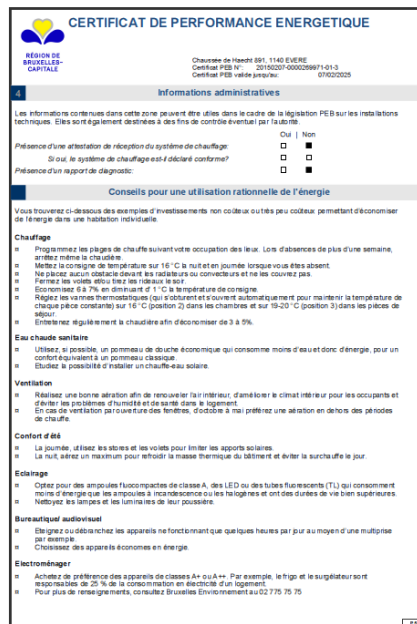 CERTIFICAT DE PERFORMANCE ENERGETIQUE
RÉGION DE
BRUXELLES-
CAPITALE
Chaussée de Haecht 891, 1140 EVERE
Certificat PEB N°: 20150207-0000269971-01-3
Certificat PEB valide jusqu'au: 07/02/2025
4 Informations administratives
Les informations contenues dans cette zone peuvent être utiles dans le cadre de la législation PEB sur les installations
techniques. Elles sont également destinées à des fins de contrôle éventuel par l'autorité.
Oui | Non
Présence d'une attestation de réception du système de chauffage:
Si oui, le système de chauffage est-il déclaré conforme?
Présence d'un rapport de diagnostic:
Conseils pour une utilisation rationnelle de l'énergie
Vous trouverez ci-dessous des exemples d'investissements non coûteux ou très peu coûteux permettant d'économiser
de l'énergie dans une habitation individuelle.
Chauffage
Programmez les plages de chauffe suivant votre occupation des lieux. Lors d'absences de plus d'une semaine,
arrêtez même la chaudière.
Mettez la consigne de température sur 16 °C la nuit et en journée lorsque vous êtes absent.
Ne placez aucun obstacle devant les radiateurs ou convecteurs et ne les couvrez pas.
Fermez les volets et/ou tirez les rideaux le soir.
Economisez 6 à 7% en diminuant d' 1 °C la température de consigne.
Réglez les vannes thermostatiques (qui s'obturent et s'ouvrent automatiquement pour maintenir la température de
chaque pièce constante) sur 16 °C (position 2) dans les chambres et sur 19-20 °C (position 3) dans les pièces de
séjour.
Entretenez régulièrement la chaudière afin d'économiser de 3 à 5%.
Eau chaude sanitaire
Utilisez, si possible, un pommeau de douche économique qui consomme moins d'eau et donc d'énergie, pour un
confort équivalent à un pommeau classique.
Etudiez la possibilité d'installer un chauffe-eau solaire.
Ventilation
Réalisez une bonne aération afin de renouveler l'air intérieur, d'améliorer le climat intérieur pour les occupants et
d'éviter les problèmes d'humidité et de santé dans le logement.
En cas de ventilation par ouverture des fenêtres, d'octobre à mai préférez une aération en dehors des périodes
de chauffe.
Confort d'été
La journée, utilisez les stores et les volets pour limiter les apports solaires.
La nuit, aérez un maximum pour refroidir la masse thermique du bâtiment et éviter la surchauffe le jour.
Eclairage
Optez pour des ampoules fluocompactes de classe A, des LED ou des tubes fluorescents (TL) qui consomment
moins d'énergie que les ampoules à incandescence ou les halogènes et ont des durées de vie bien supérieures.
Nettoyez les lampes et les luminaires de leur poussière.
Bureautique/ audiovisuel
Eteignez ou débranchez les appareils ne fonctionnant que quelques heures par jour au moyen d'une multiprise
par exemple.
Choisissez des appareils économes en énergie.
Electroménager
Achetez de préférence des appareils de classes A+ ou A++. Par exemple, le frigo et le surgélateur sont
responsables de 25 % de la consommation en électricité d'un logement.
Pour plus de renseignements, consultez Bruxelles Environnement au 02 775 75 75